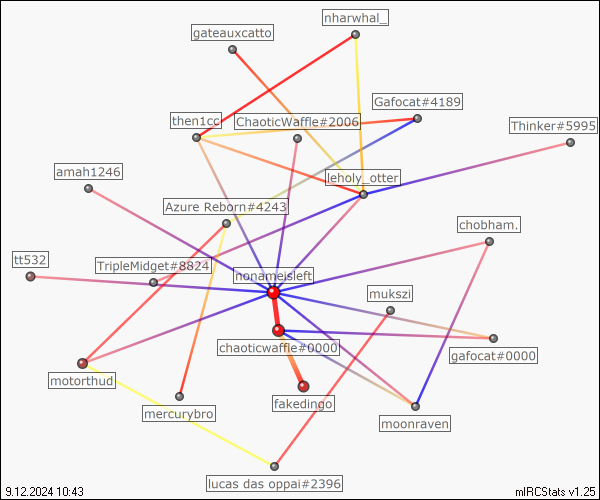 nharwhal_
gateauxcatto
Gafocat#4189
then1cc
ChaoticWaffle#2006
Thinker#5995
amah1246
leholy_otter
Azure Reborn#4243
chobham.
tt532
TripleMidget#8824
nonameisleft
mukszi
chaoticwaffle#0000
gafocat#0000
motorthud
fakedingo
mercurybro
moonraven
lucas das oppai#2396
9.12.2024 10:43
mIRCStats v1.25